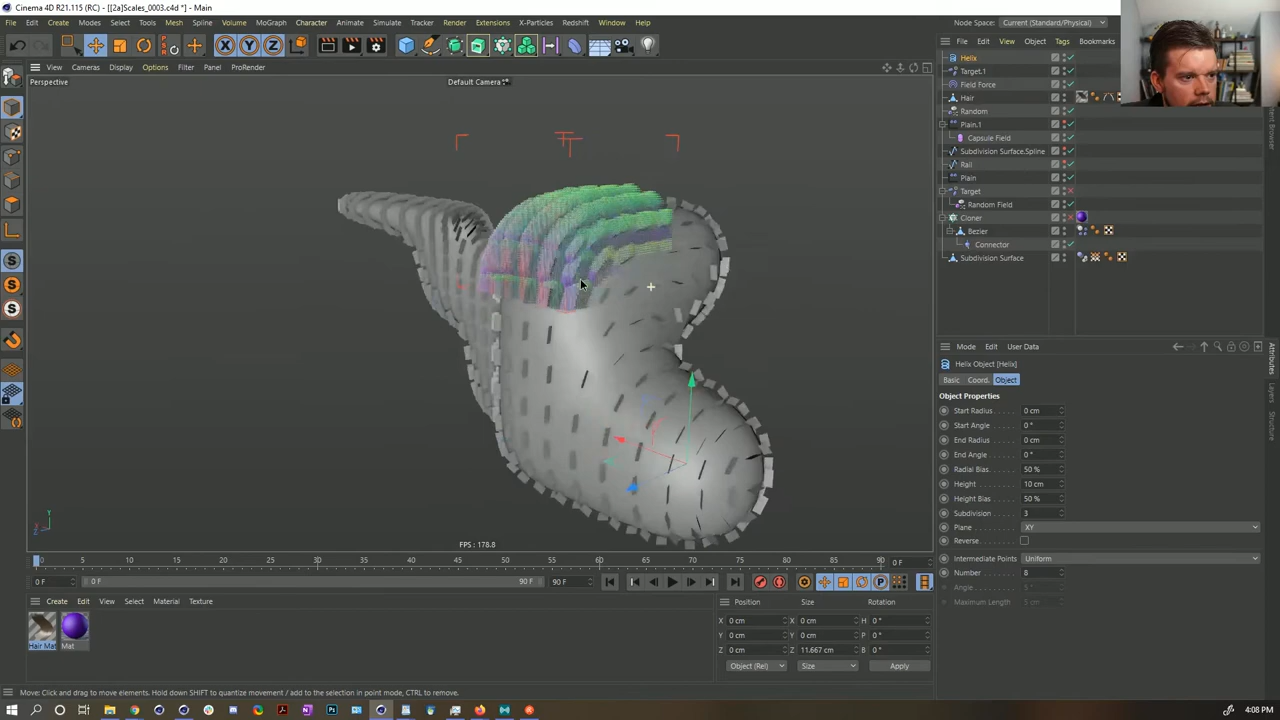 Cinema 4D R21.115 (RC) - [[2a]Scales_0003.c4d *] - Main
File Edit Create Modes Select Tools Spline Mesh Volume MoGraph Character Animate Simulate Tracker Render Extensions X-Particles Redshift Window Help
Node Space: Current (Standard/Physical)
File Edit View Object Tags Bookmarks
View Cameras Display Options Filter Panel ProRender
Perspective
Default Camera
Helix
Target.1
Field Force
Hair
Random
Plain.1
Capsule Field
Subdivision Surface.Spline
Rail
Plain
Target
Random Field
Cloner
Bezier
Connector
Subdivision Surface
Mode Edit User Data
Helix Object [Helix]
Basic Coord. Object
Object Properties
Start Radius 0 cm
Start Angle 0 °
End Radius 0 cm
End Angle 0 °
Radial Bias. 50 %
Height 10 cm
Height Bias 50 %
Subdivision 3
Plane XY
Reverse
Intermediate Points Uniform
Number 8
Angle 5 °
Maximum Length 5 cm
Attributes
Layers
Structure
Y
FPS : 178.8
0 5 10 15 20 25 30 35 40 45 50 55 60 65 70 75 80 85 90 0 F
0 F 0 F 90 F 90 F
Create Edit View Select Material Texture
Hair Mat Mat
Position Size Rotation
X 0 cm X 0 cm H 0 °
Y 0 cm Y 0 cm P 0 °
Z 0 cm Z 11.667 cm B 0 °
Object (Rel) Size Apply
Move: Click and drag to move elements. Hold down SHIFT to quantize movement / add to the selection in point mode, CTRL to remove.
4:08 PM